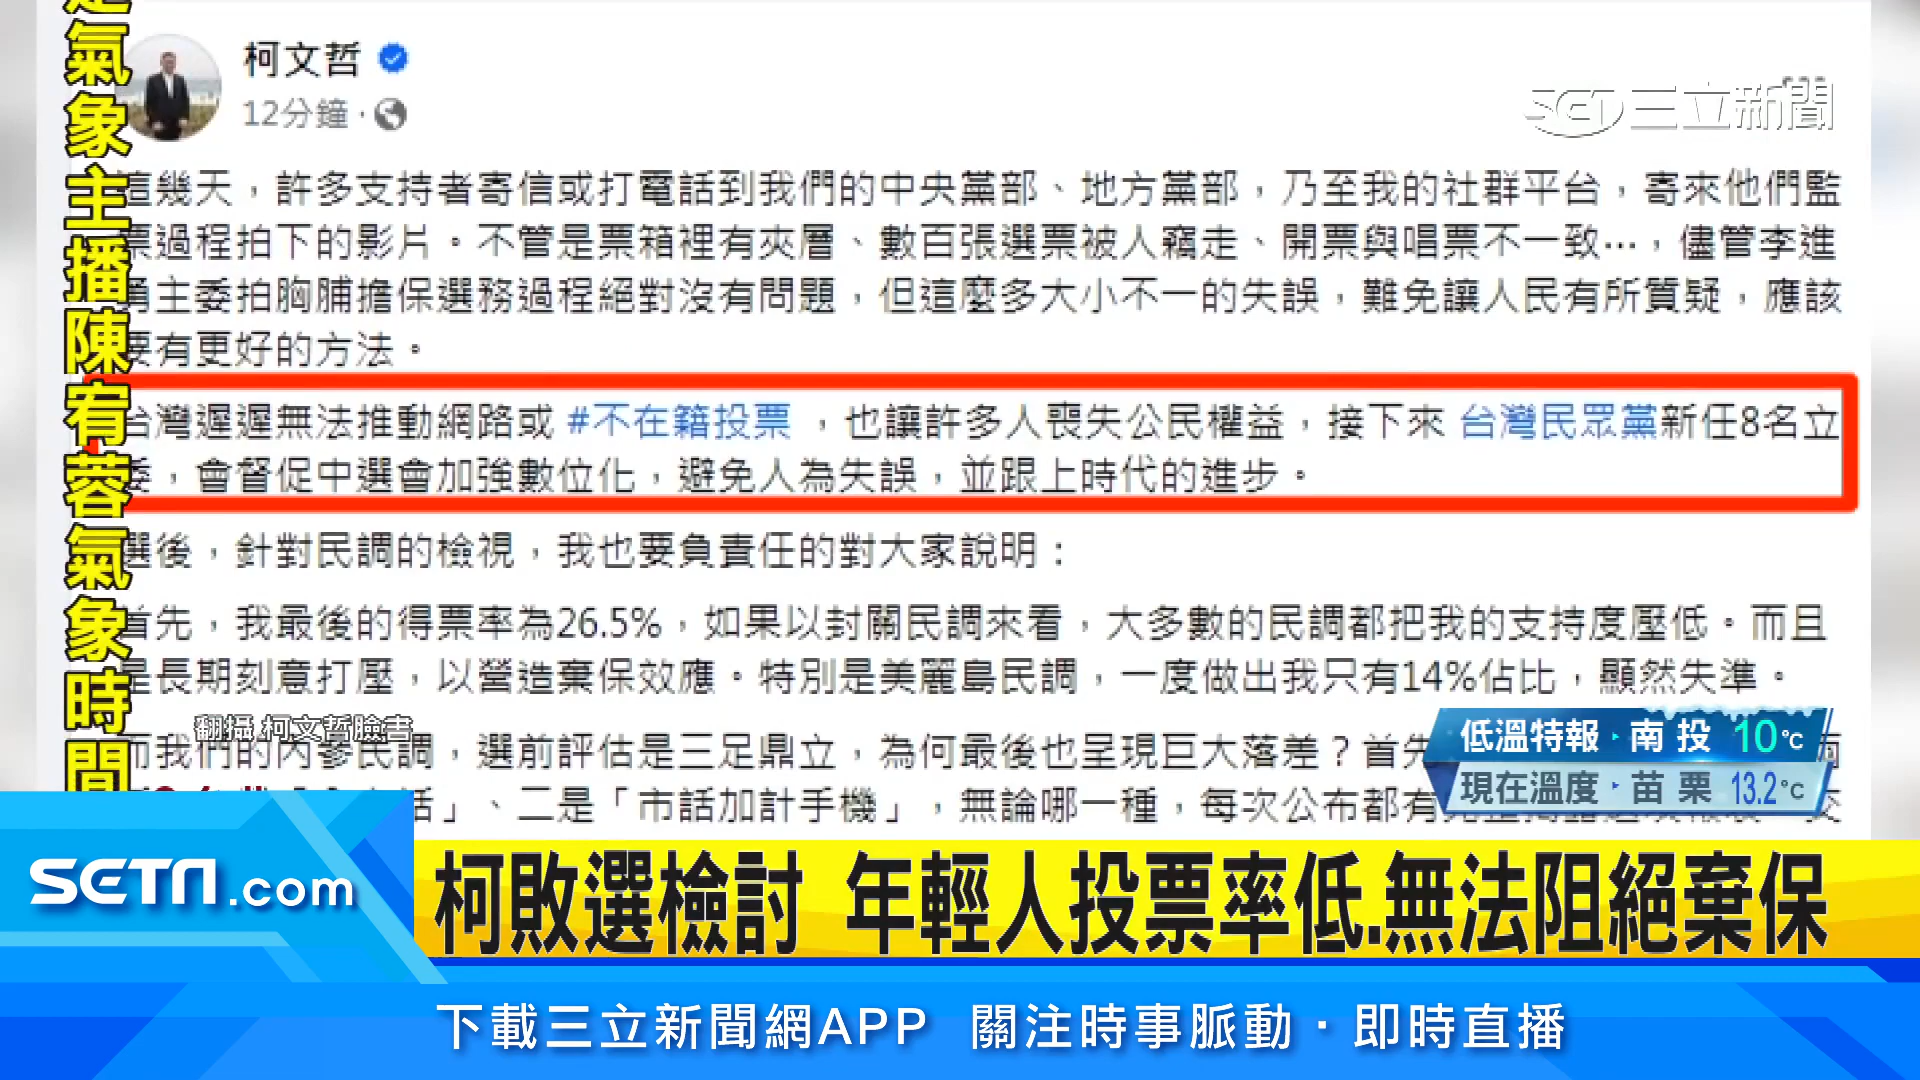 柯文哲
12分鐘
SET 三立新聞
這幾天，許多支持者寄信或打電話到我們的中央黨部、地方黨部，乃至我的社群平台，寄來他們監
票過程拍下的影片。不管是票箱裡有夾層、數百張選票被人竊走、開票與唱票不一致…，儘管李進
勇主委拍胸脯擔保選務過程絕對沒有問題，但這麼多大小不一的失誤，難免讓人民有所質疑，應該
要有更好的方法。
台灣遲遲無法推動網路或 #不在籍投票 ，也讓許多人喪失公民權益，接下來 台灣民眾黨新任8名立
委，會督促中選會加強數位化，避免人為失誤，並跟上時代的進步。
選後，針對民調的檢視，我也要負責任的對大家說明：
首先，我最後的得票率為26.5%，如果以封關民調來看，大多數的民調都把我的支持度壓低。而且
是長期刻意打壓，以營造棄保效應。特別是美麗島民調，一度做出我只有14%佔比，顯然失準。
而我們的內參民調，選前評估是三足鼎立，為何最後也呈現巨大落差？首先
話」、二是「市話加計手機」，無論哪一種，每次公布都有
氣象主播陳宥蓉氣象時間
翻攝 柯文哲臉書
低溫特報 南投 10°C
現在溫度 苗栗 13.2°C
SETN.com
柯敗選檢討 年輕人投票率低.無法阻絕棄保
下載三立新聞網APP 關注時事脈動·即時直播